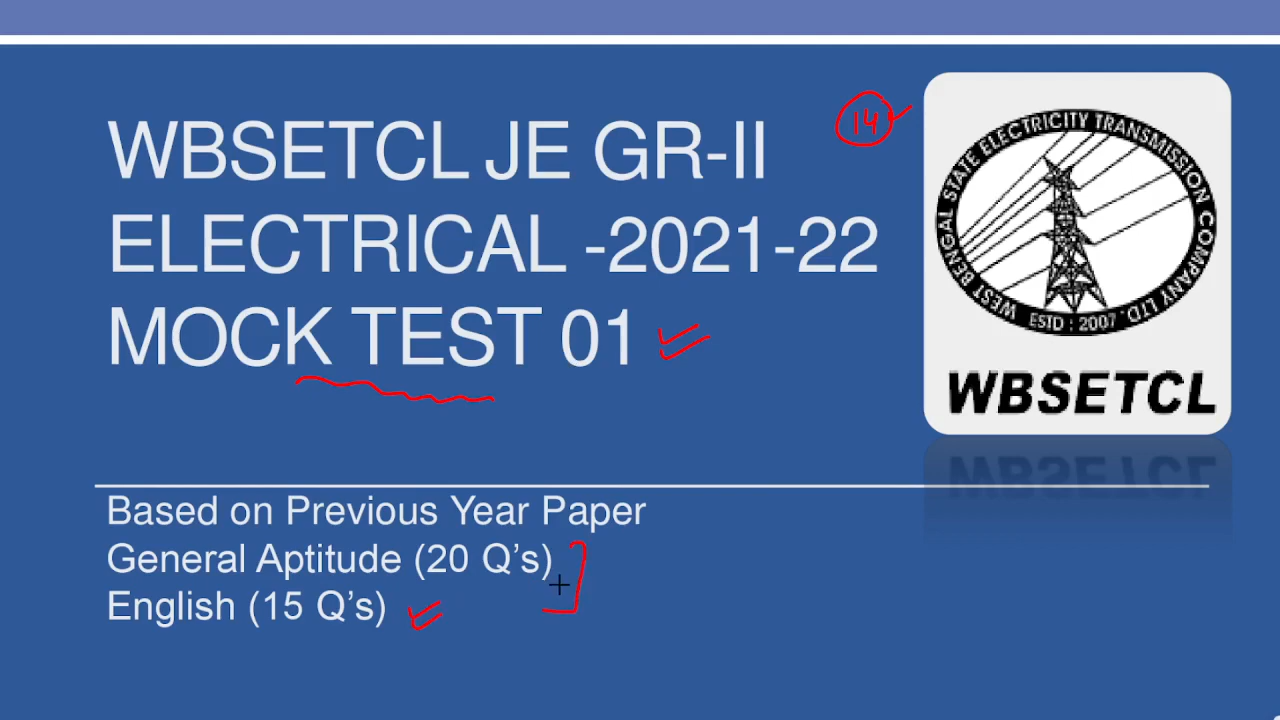 WBSETCL JE GR-II
ELECTRICAL -2021-22
MOCK TEST 01
14
WEST BENGAL STATE ELECTRICITY TRANSMISSION COMPANY LTD.
ESTD : 2007
WBSETCL
Based on Previous Year Paper
General Aptitude (20 Q's)
English (15 Q's)